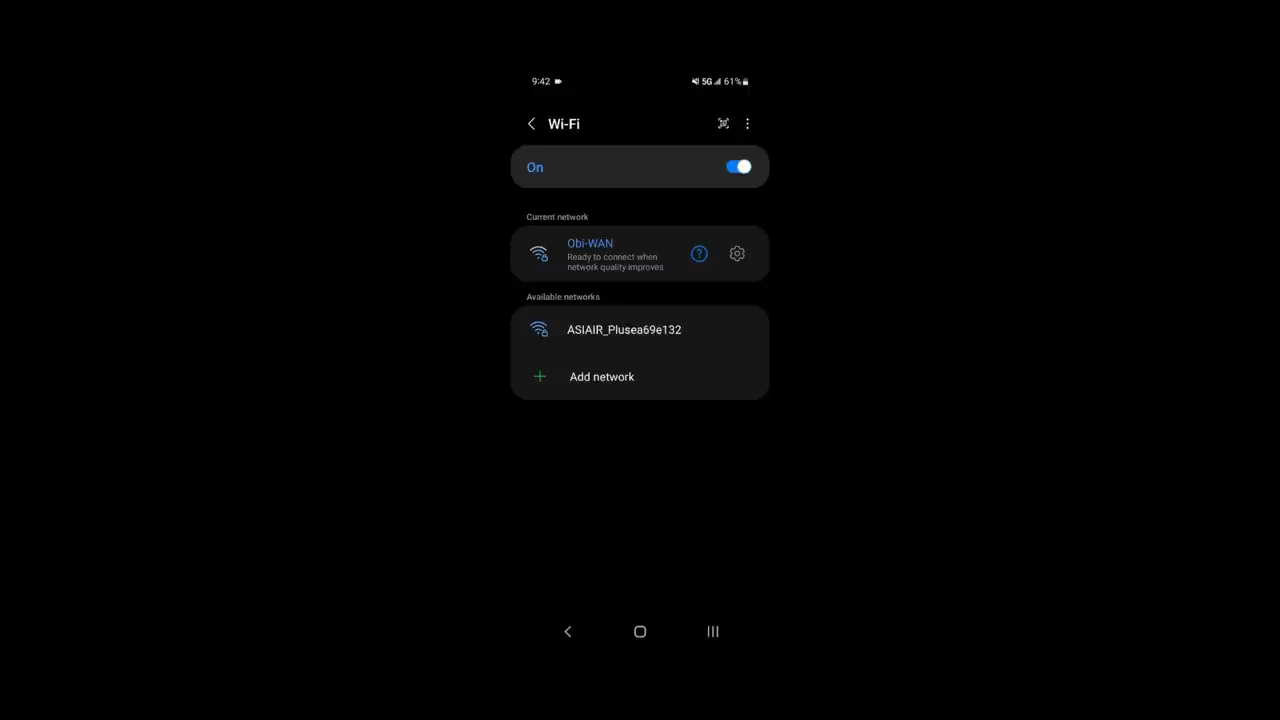 9:42
5G 61%
Wi-Fi
On
Current network
Obi-WAN
Ready to connect when
network quality improves
?
Available networks
ASIAIR_Plusea69e132
Add network